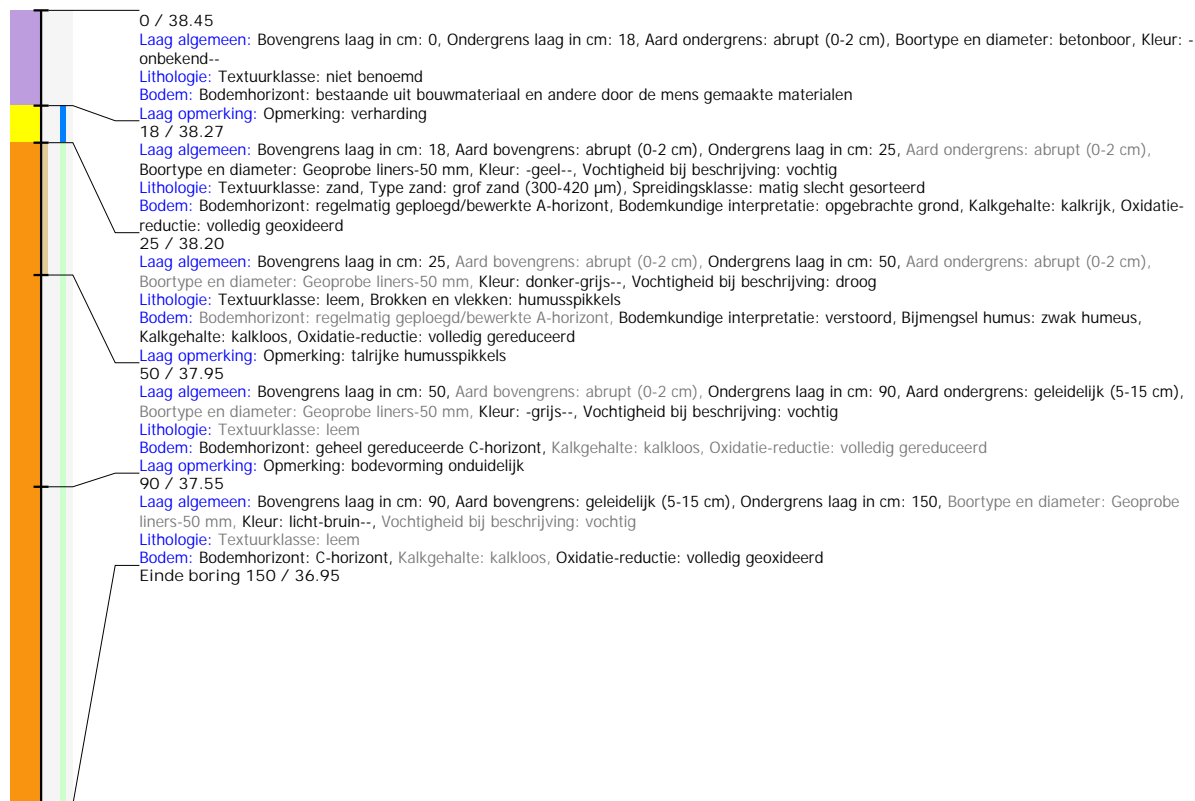 0 / 38.45
Laag algemeen: Bovengrens laag in cm: 0, Ondergrens laag in cm: 18, Aard ondergrens: abrupt (0-2 cm), Boortype en diameter: betonboor, Kleur: -
onbekend--
Lithologie: Textuurklasse: niet benoemd
Bodem: Bodemhorizont: bestaande uit bouwmateriaal en andere door de mens gemaakte materialen
Laag opmerking: Opmerking: verharding
18 / 38.27
Laag algemeen: Bovengrens laag in cm: 18, Aard bovengrens: abrupt (0-2 cm), Ondergrens laag in cm: 25, Aard ondergrens: abrupt (0-2 cm),
Boortype en diameter: Geoprobe liners-50 mm, Kleur: -geel--, Vochtigheid bij beschrijving: vochtig
Lithologie: Textuurklasse: zand, Type zand: grof zand (300-420 µm), Spreidingsklasse: matig slecht gesorteerd
Bodem: Bodemhorizont: regelmatig geploegd/bewerkte A-horizont, Bodemkundige interpretatie: opgebrachte grond, Kalkgehalte: kalkrijk, Oxidatie-
reductie: volledig geoxideerd
25 / 38.20
Laag algemeen: Bovengrens laag in cm: 25, Aard bovengrens: abrupt (0-2 cm), Ondergrens laag in cm: 50, Aard ondergrens: abrupt (0-2 cm),
Boortype en diameter: Geoprobe liners-50 mm, Kleur: donker-grijs--, Vochtigheid bij beschrijving: droog
Lithologie: Textuurklasse: leem, Brokken en vlekken: humusspikkels
Bodem: Bodemhorizont: regelmatig geploegd/bewerkte A-horizont, Bodemkundige interpretatie: verstoord, Bijmengsel humus: zwak humeus,
Kalkgehalte: kalkloos, Oxidatie-reductie: volledig gereduceerd
Laag opmerking: Opmerking: talrijke humusspikkels
50 / 37.95
Laag algemeen: Bovengrens laag in cm: 50, Aard bovengrens: abrupt (0-2 cm), Ondergrens laag in cm: 90, Aard ondergrens: geleidelijk (5-15 cm),
Boortype en diameter: Geoprobe liners-50 mm, Kleur: -grijs--, Vochtigheid bij beschrijving: vochtig
Lithologie: Textuurklasse: leem
Bodem: Bodemhorizont: geheel gereduceerde C-horizont, Kalkgehalte: kalkloos, Oxidatie-reductie: volledig gereduceerd
Laag opmerking: Opmerking: bodevorming onduidelijk
90 / 37.55
Laag algemeen: Bovengrens laag in cm: 90, Aard bovengrens: geleidelijk (5-15 cm), Ondergrens laag in cm: 150, Boortype en diameter: Geoprobe
liners-50 mm, Kleur: licht-bruin--, Vochtigheid bij beschrijving: vochtig
Lithologie: Textuurklasse: leem
Bodem: Bodemhorizont: C-horizont, Kalkgehalte: kalkloos, Oxidatie-reductie: volledig geoxideerd
Einde boring 150 / 36.95